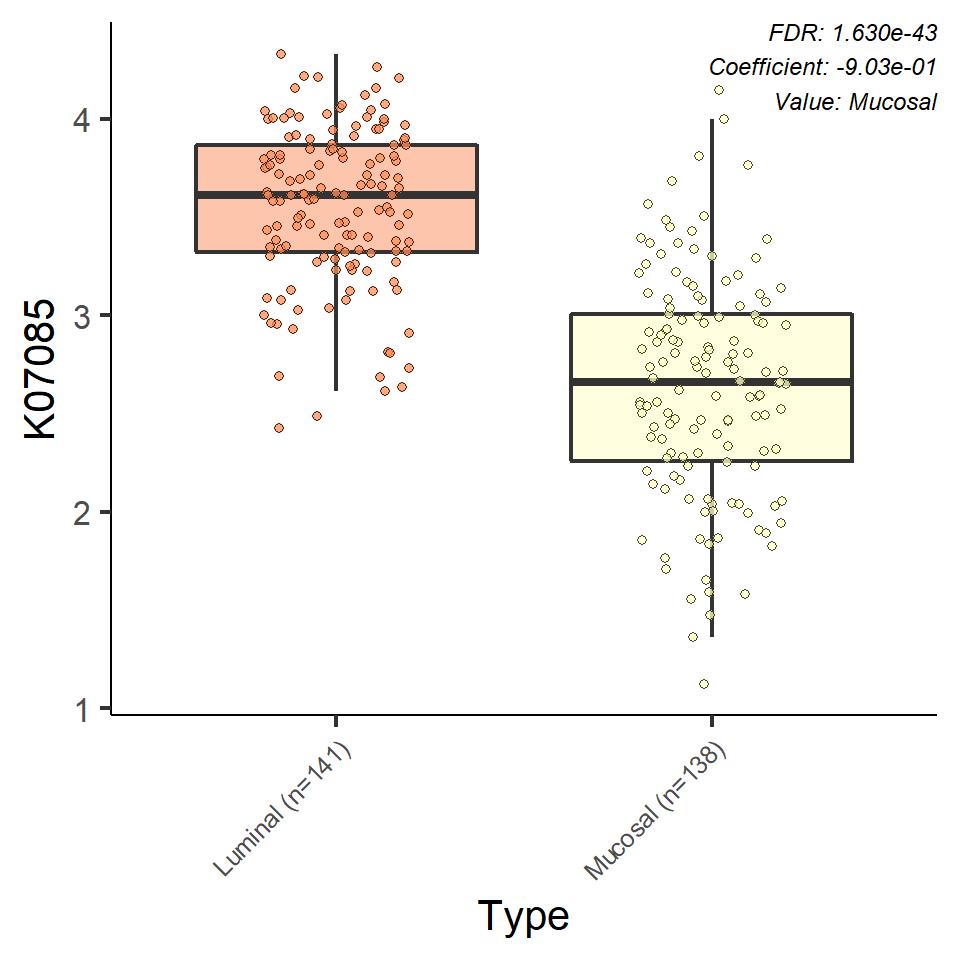 FDR: 1.630e-43
Coefficient: -9.03e-01
Value: Mucosal
4
3
2
1
K07085
Luminal (n=141)
Mucosal (n=138)
Type